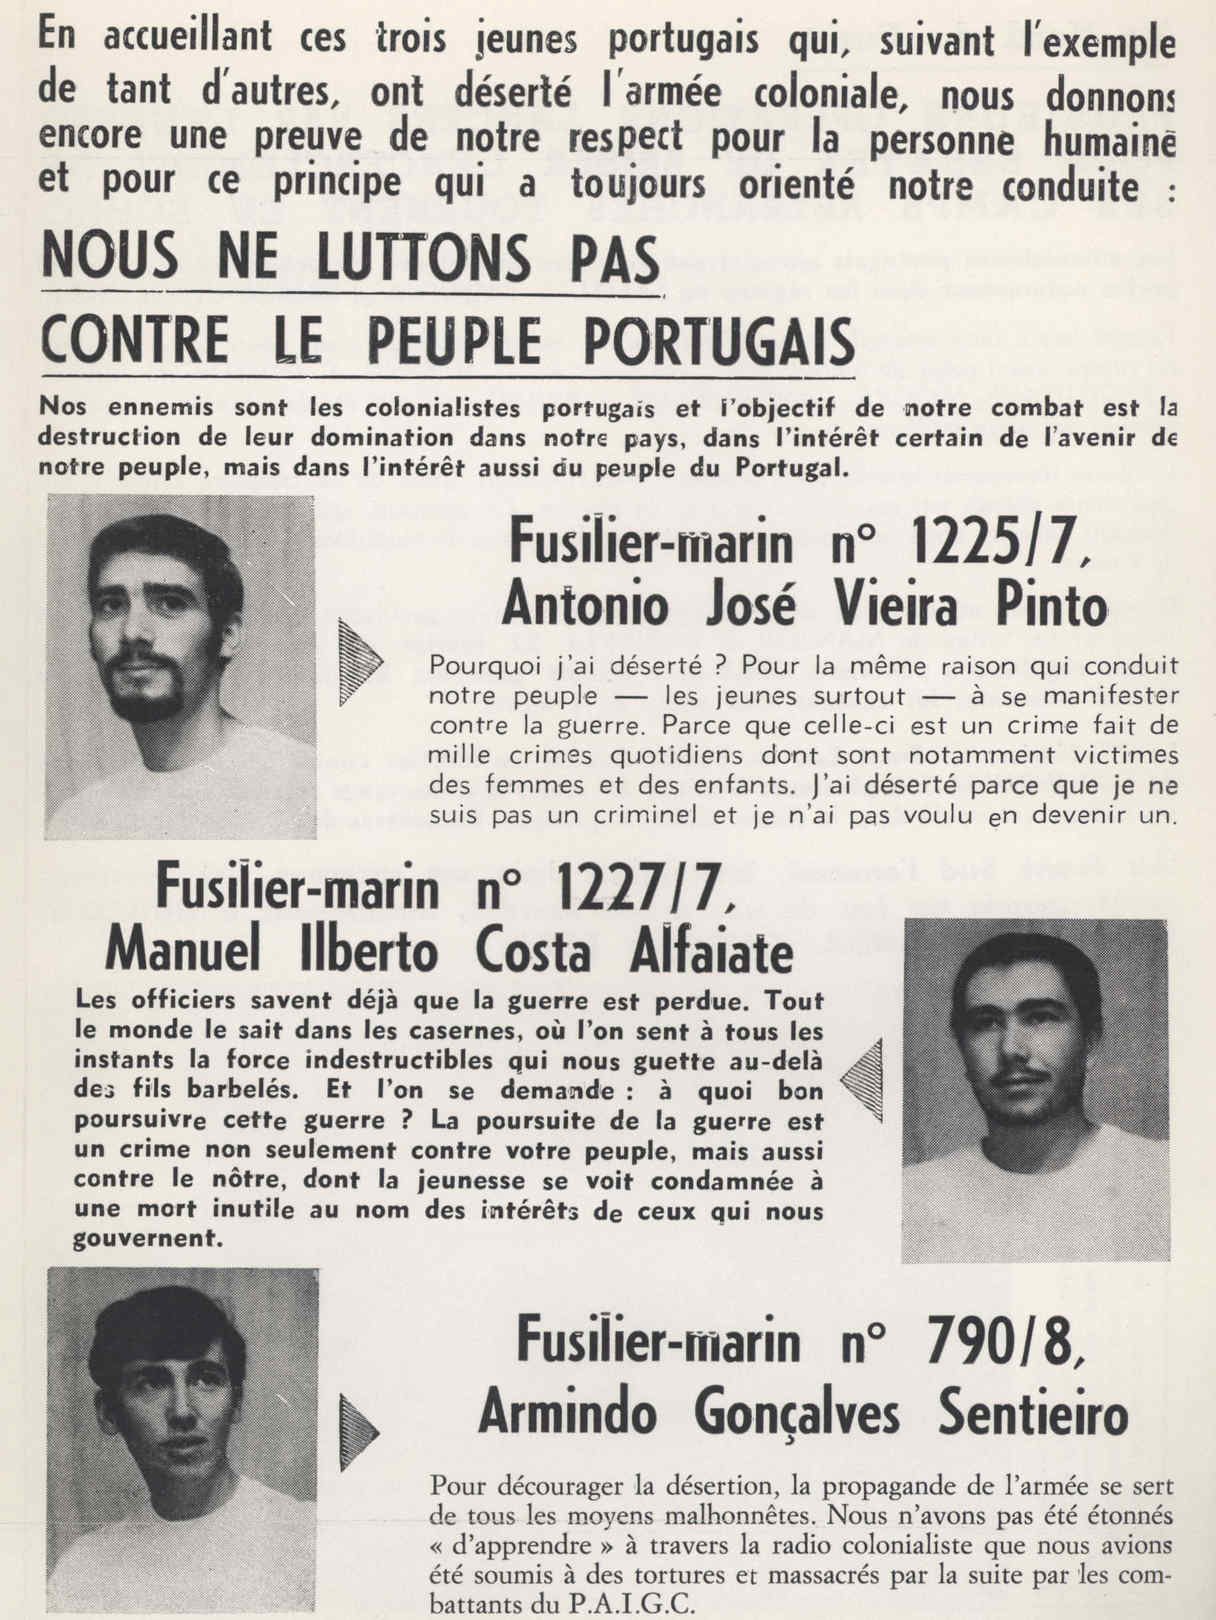 En accueillant ces trois jeunes portugais qui, suivant l'exemple
de tant d'autres, ont déserté l'armée coloniale, nous donnons
encore une preuve de notre respect pour la personne humaine
et pour ce principe qui a toujours orienté notre conduite :
NOUS NE LUTTONS PAS
CONTRE LE PEUPLE PORTUGAIS
Nos ennemis sont les colonialistes portugais et l'objectif de notre combat est la
destruction de leur domination dans notre pays, dans l'intérêt certain de l'avenir de
notre peuple, mais dans l'intérêt aussi du peuple du Portugal.
Fusilier-marin nº 1225/7,
Antonio José Vieira Pinto
Pourquoi j'ai déserté ? Pour la même raison qui conduit
notre peuple — les jeunes surtout — à se manifester
contre la guerre. Parce que celle-ci est un crime fait de
mille crimes quotidiens dont sont notamment victimes
des femmes et des enfants. J'ai déserté parce que je ne
suis pas un criminel et je n'ai pas voulu en devenir un.
Fusilier-marin nº 1227/7,
Manuel Ilberto Costa Alfaiate
Les officiers savent déjà que la guerre est perdue. Tout
le monde le sait dans les casernes, où l'on sent à tous les
instants la force indestructibles qui nous guette au-delà
des fils barbelés. Et l'on se demande : à quoi bon
poursuivre cette guerre ? La poursuite de la guerre est
un crime non seulement contre votre peuple, mais aussi
contre le nôtre, dont la jeunesse se voit condamnée à
une mort inutile au nom des intérêts de ceux qui nous
gouvernent.
Fusilier-marin nº 790/8,
Armindo Gonçalves Sentieiro
Pour décourager la désertion, la propagande de l'armée se sert
de tous les moyens malhonnêtes. Nous n'avons pas été étonnés
« d'apprendre » à travers la radio colonialiste que nous avions
été soumis à des tortures et massacrés par la suite par les com-
battants du P.A.I.G.C.